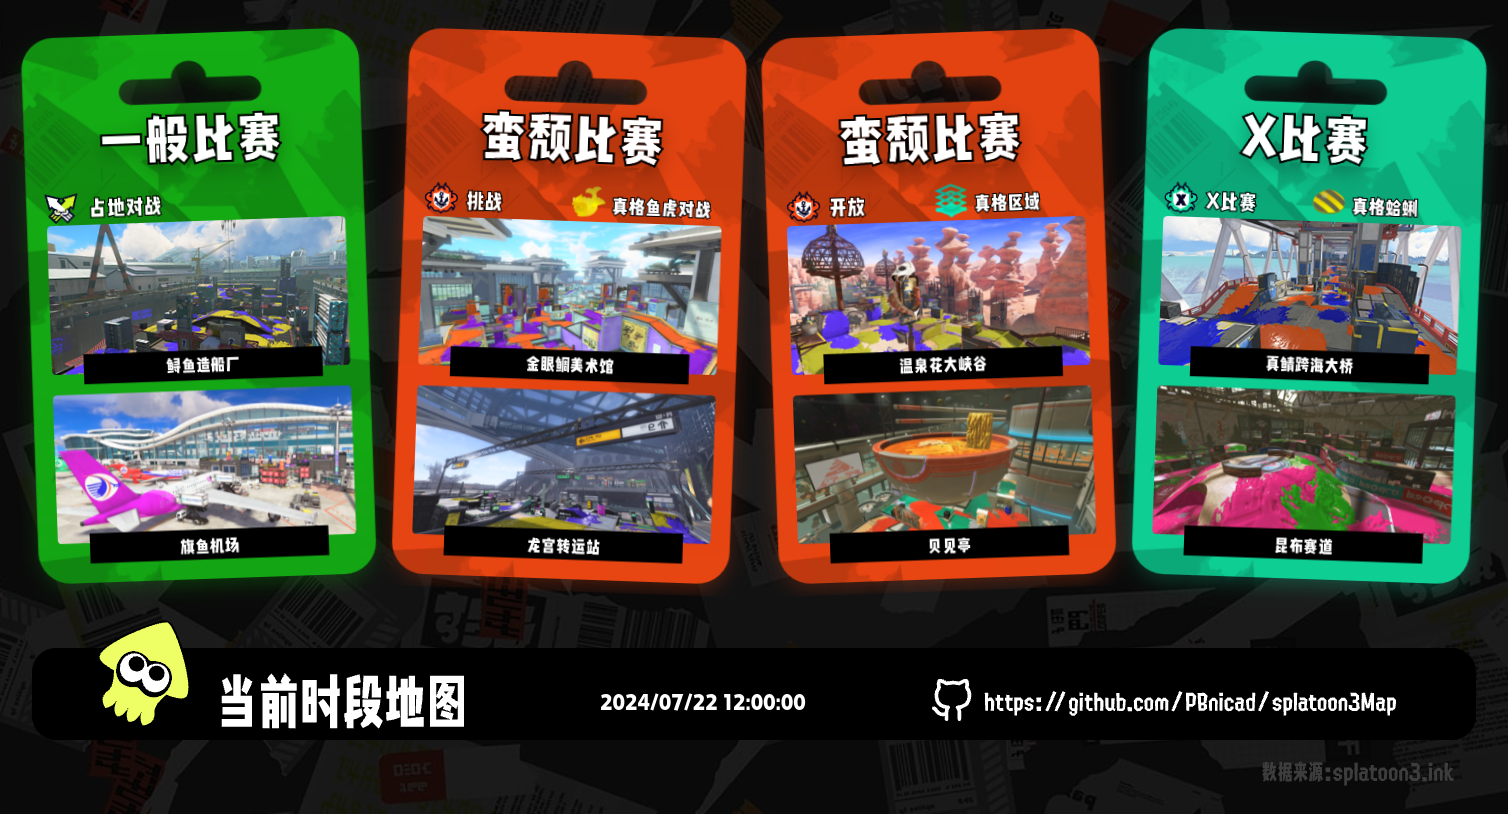 一般比赛
占地对战
鲟鱼造船厂
旗鱼机场
蛮颓比赛
挑战
真格鱼虎对战
金眼鲷美术馆
龙宫转运站
蛮颓比赛
开放
真格区域
温泉花大峡谷
贝见亭
X比赛
X比赛
真格蛤蜊
真鲭跨海大桥
昆布赛道
当前时段地图
2024/07/22 12:00:00
https://github.com/PBnicad/splatoon3Map
数据来源:splatoon3.ink